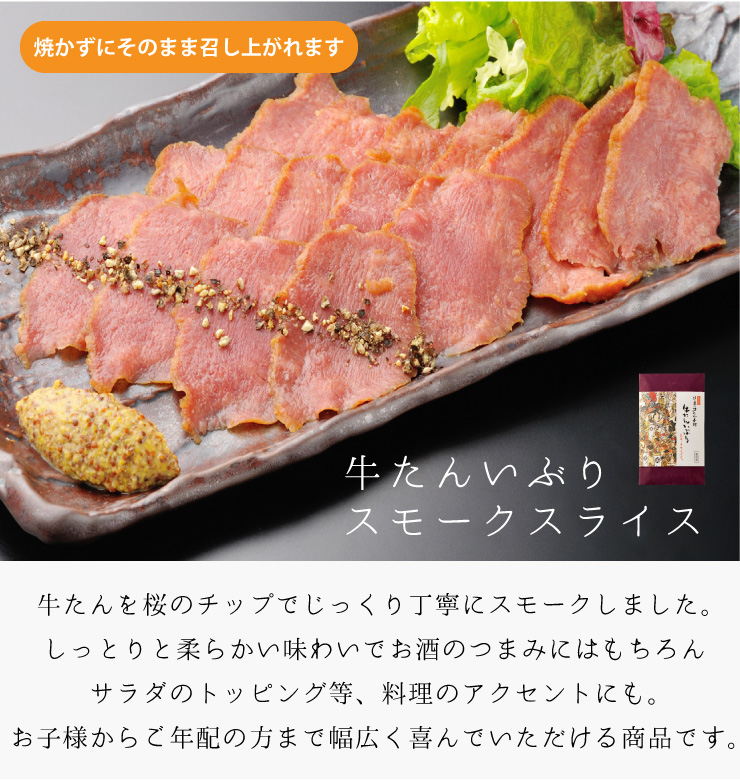 焼かずにそのまま召し上がれます
牛たんいぶり
牛たんいぶり
スモークスライス
牛たんを桜のチップでじっくり丁寧にスモークしました。
しっとりと柔らかい味わいでお酒のつまみにはもちろん
サラダのトッピング等、料理のアクセントにも。
お子様からご年配の方まで幅広く喜んでいただける商品です。